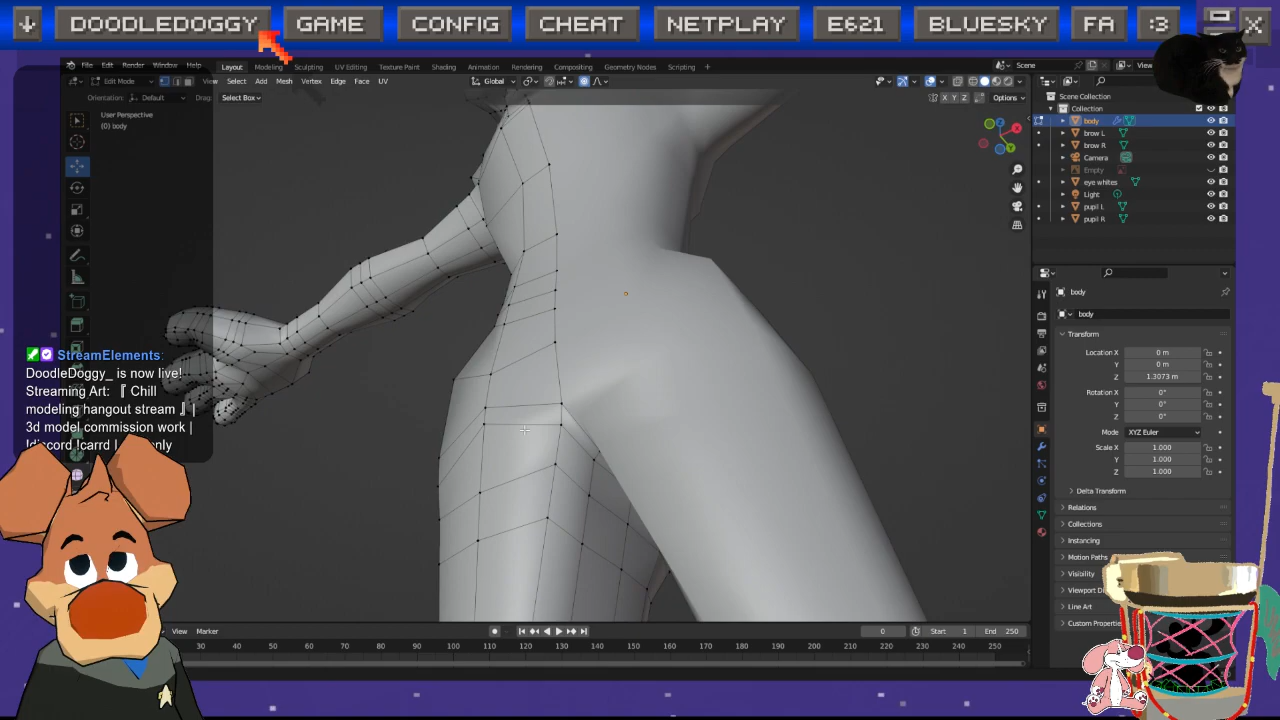 DOODLEDOGGY GAME CONFIG CHEAT NETPLAY E621 BLUESKY FA :3 X
File Edit Render Window Help Layout Modeling Sculpting UV Editing Texture Paint Shading Animation Rendering Compositing Geometry Nodes Scripting + Scene
Edit Mode View Select Add Mesh Vertex Edge Face UV Global
Orientation: Default Drag: Select Box X Y Z Options
User Perspective
(0) body
Scene Collection
Collection
body
brow L
brow R
Camera
Empty
eye whites
Light
pupil L
pupil R
body
body
Transform
Location X 0 m
Y 0 m
Z 1.3073 m
Rotation X 0°
Y 0°
Z 0°
Mode XYZ Euler
Scale X 1.000
Y 1.000
Z 1.000
Delta Transform
Relations
Collections
Instancing
Motion Paths
Visibility
Viewport Di
Line Art
Custom Properties
StreamElements:
DoodleDoggy_ is now live!
Streaming Art: 『 Chill
modeling hangout stream 』 |
3d model commission work |
!discord !carrd
View Marker 0 Start 1 End 250
30 40 50 60 70 80 90 100 110 120 130 140 150 160 170 180 190 200 210 220 230 240 250